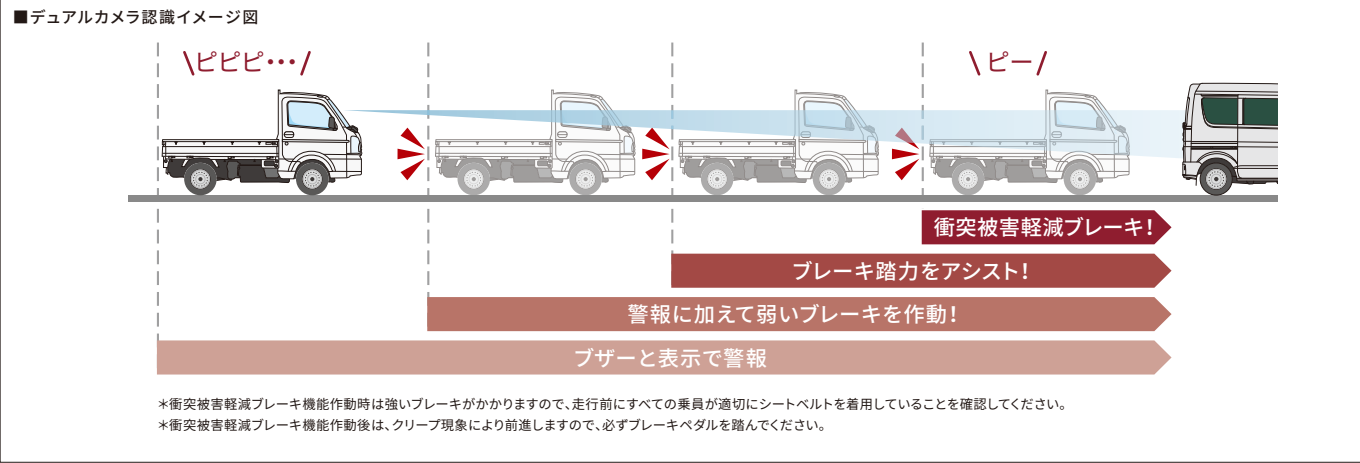 ■デュアルカメラ認識イメージ図
\ピピピ…/
\ピー/
衝突被害軽減ブレーキ!
ブレーキ踏力をアシスト!
警報に加えて弱いブレーキを作動!
ブザーと表示で警報
＊衝突被害軽減ブレーキ機能作動時は強いブレーキがかかりますので、走行前にすべての乗員が適切にシートベルトを着用していることを確認してください。
＊衝突被害軽減ブレーキ機能作動後は、クリープ現象により前進しますので、必ずブレーキペダルを踏んでください。